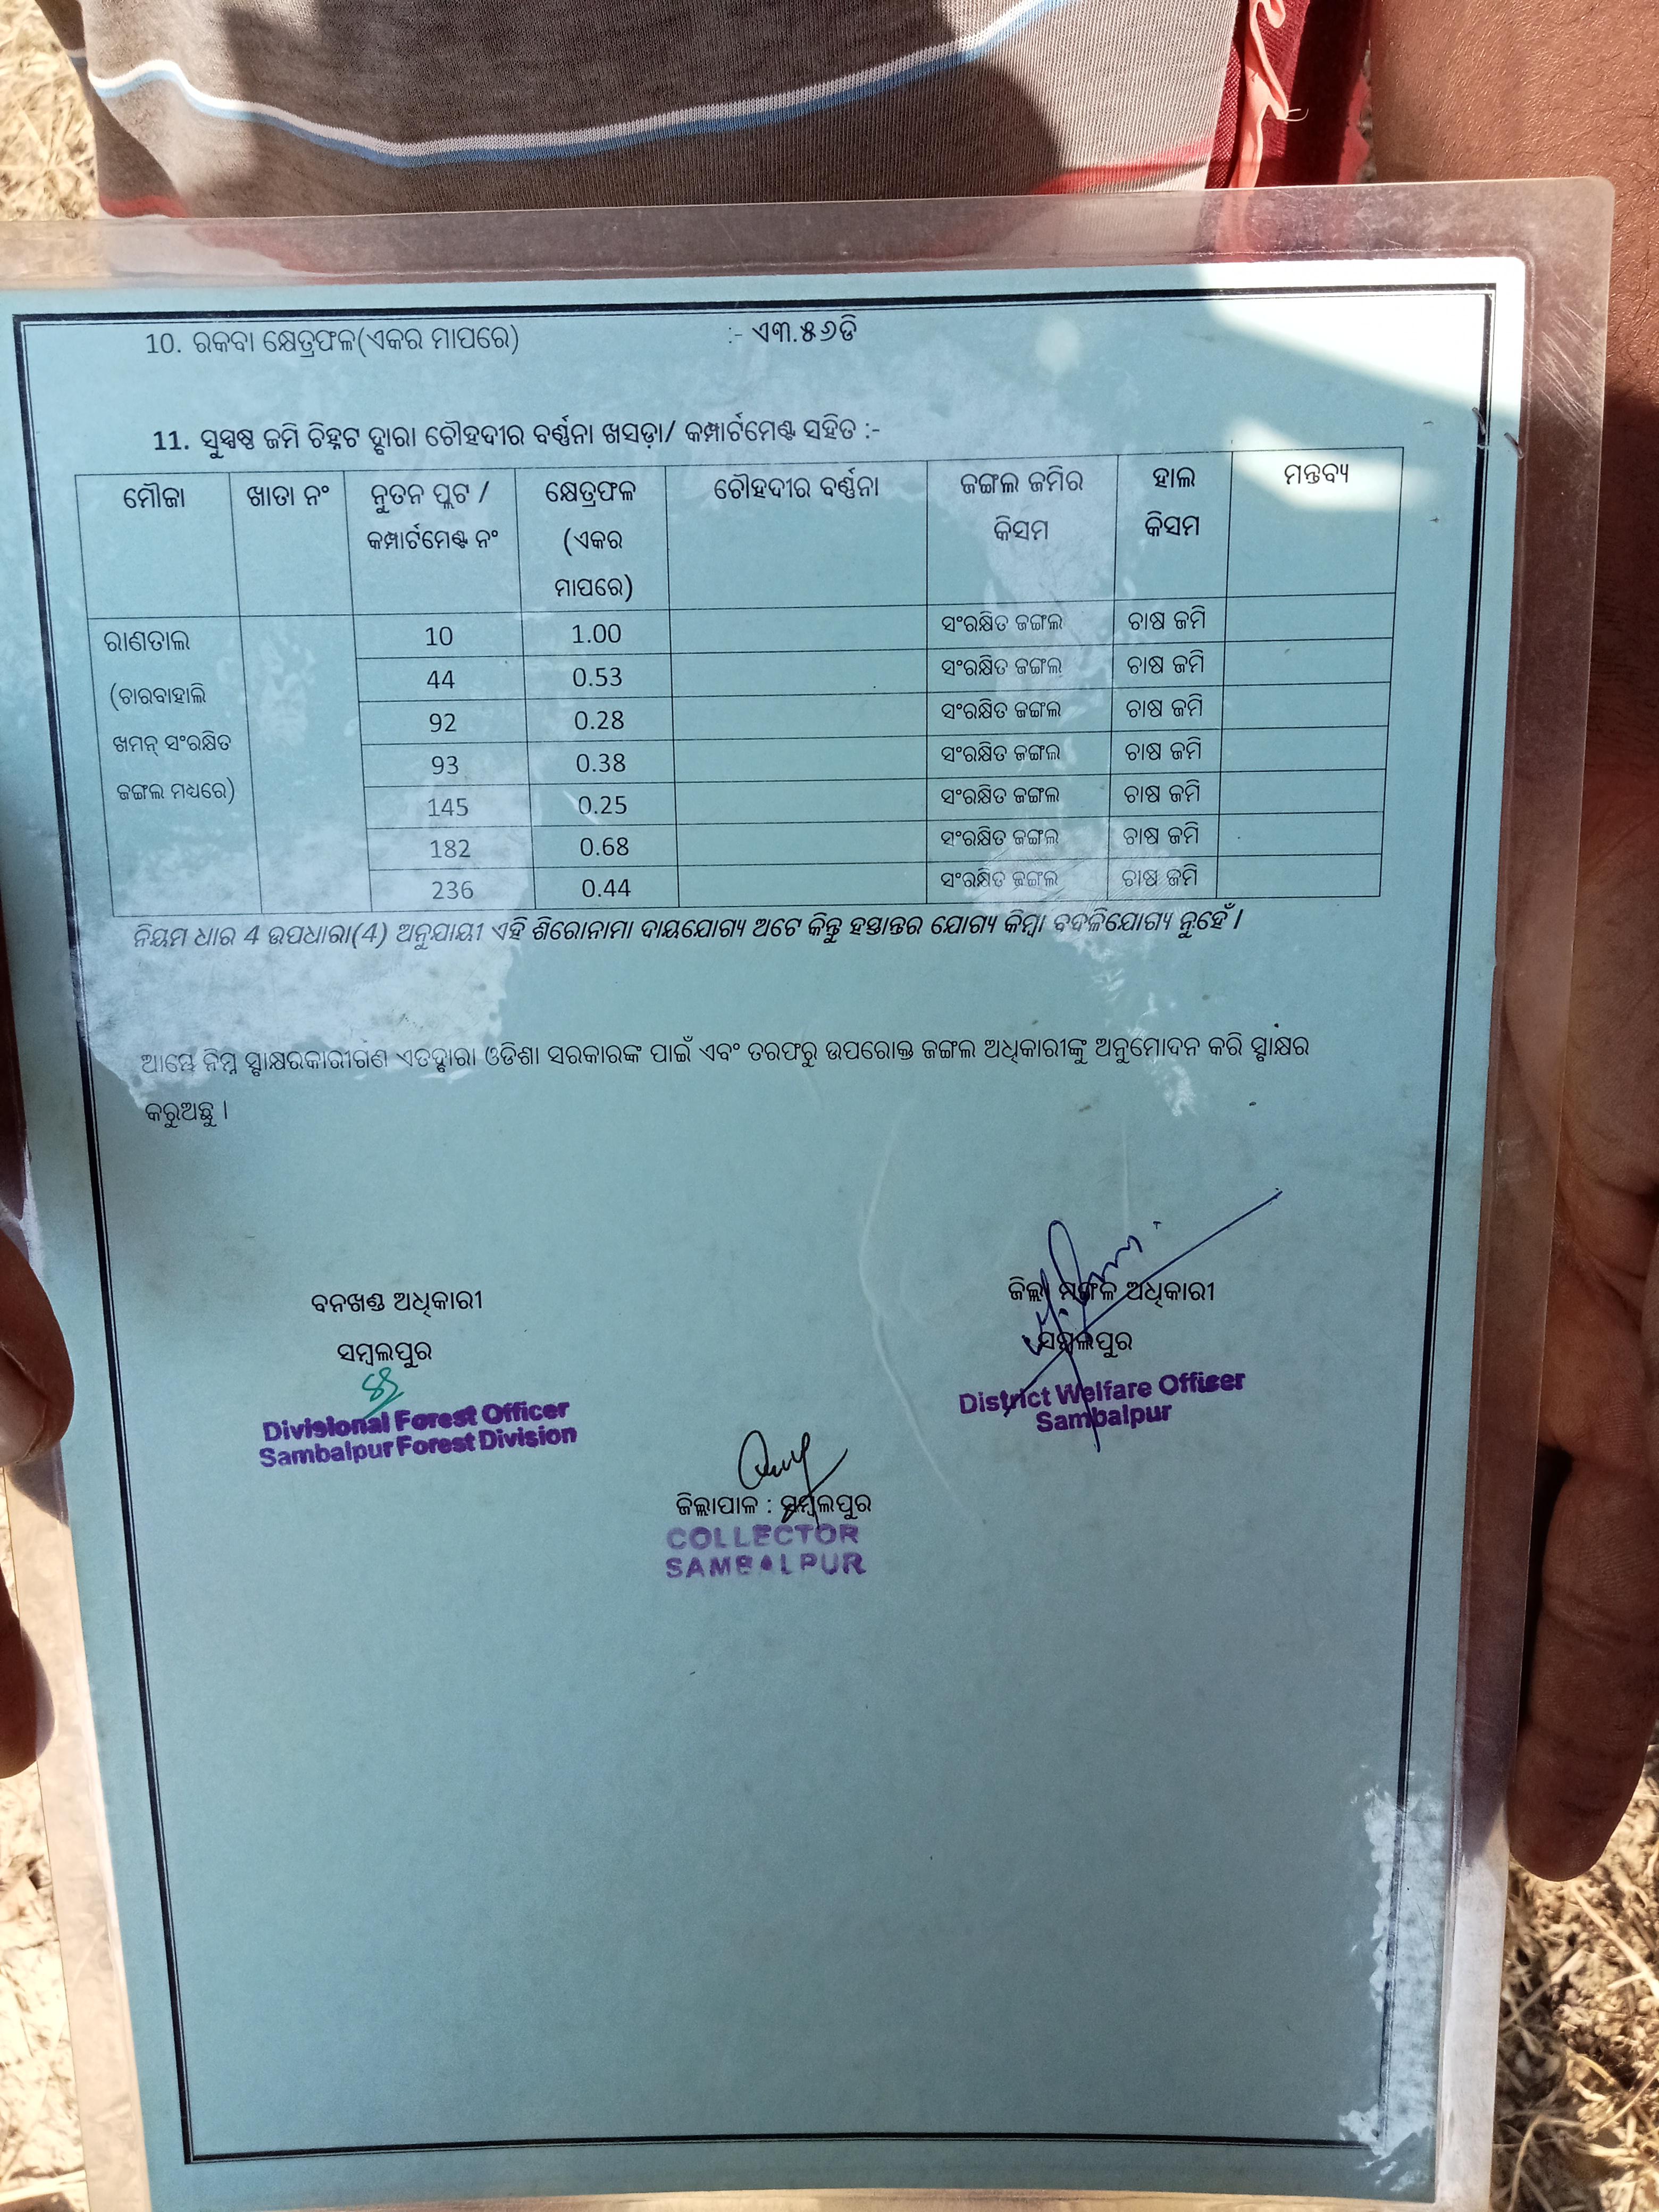 10. ରକବା କ୍ଷେତ୍ରଫଳ(ଏକର ମାପରେ) :- ଏ୩.୫୬ଡି
11. ସୁସ୍ପଷ୍ଟ ଜମି ଚିହ୍ନଟ ଦ୍ବାରା ଚୌହଦୀର ବର୍ଣ୍ଣନା ଖସଡ଼ା/ କମ୍ପାର୍ଟମେଣ୍ଟ ସହିତ :-
ମୌଜା ଖାତା ନଂ ନୁତନ ପ୍ଲଟ / କମ୍ପାର୍ଟମେଣ୍ଟ ନଂ କ୍ଷେତ୍ରଫଳ (ଏକର ମାପରେ) ଚୌହଦୀର ବର୍ଣ୍ଣନା ଜଙ୍ଗଲ ଜମିର କିସମ ହାଲ କିସମ ମନ୍ତବ୍ୟ
ରାଣତାଲ
(ଚାରବାହାଲି
ଖମନ୍ ସଂରକ୍ଷିତ
ଜଙ୍ଗଲ ମଧ୍ୟରେ)
10 1.00 ସଂରକ୍ଷିତ ଜଙ୍ଗଲ ଚାଷ ଜମି
44 0.53 ସଂରକ୍ଷିତ ଜଙ୍ଗଲ ଚାଷ ଜମି
92 0.28 ସଂରକ୍ଷିତ ଜଙ୍ଗଲ ଚାଷ ଜମି
93 0.38 ସଂରକ୍ଷିତ ଜଙ୍ଗଲ ଚାଷ ଜମି
145 0.25 ସଂରକ୍ଷିତ ଜଙ୍ଗଲ ଚାଷ ଜମି
182 0.68 ସଂରକ୍ଷିତ ଜଙ୍ଗଲ ଚାଷ ଜମି
236 0.44 ସଂରକ୍ଷିତ ଜଙ୍ଗଲ ଚାଷ ଜମି
ନିୟମ ଧାର 4 ଉପଧାରା(4) ଅନୁଯାୟୀ ଏହି ଶିରୋନାମା ଦାୟଯୋଗ୍ୟ ଅଟେ କିନ୍ତୁ ହସ୍ତାନ୍ତର ଯୋଗ୍ୟ କିମ୍ବା ବଦଳିଯୋଗ୍ୟ ନୁହେଁ ।
ଆମ୍ଭେ ନିମ୍ନ ସ୍ବାକ୍ଷରକାରୀଗଣ ଏତଦ୍ବାରା ଓଡିଶା ସରକାରଙ୍କ ପାଇଁ ଏବଂ ତରଫରୁ ଉପରୋକ୍ତ ଜଙ୍ଗଲ ଅଧିକାରୀଙ୍କୁ ଅନୁମୋଦନ କରି ସ୍ବାକ୍ଷର
କରୁଅଛୁ ।
ବନଖଣ୍ଡ ଅଧିକାରୀ
ସମ୍ବଲପୁର
Divisional Forest Officer
Sambalpur Forest Division
ଜିଲ୍ଲା ମଙ୍ଗଳ ଅଧିକାରୀ
ସମ୍ବଲପୁର
District Welfare Officer
Sambalpur
ଜିଲ୍ଲାପାଳ : ସମ୍ବଲପୁର
COLLECTOR
SAMBALPUR